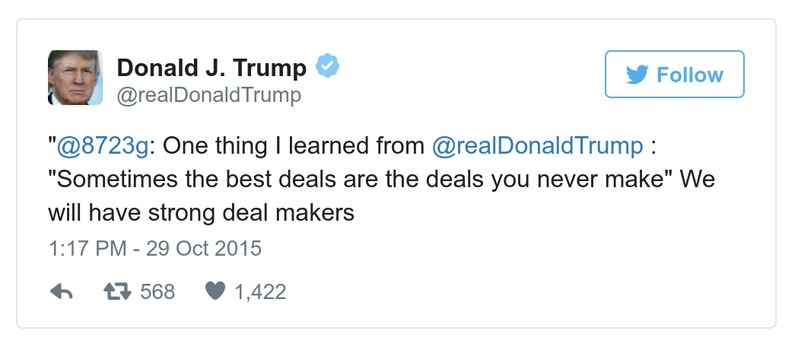 Donald J. Trump
@realDonaldTrump
Follow
"@8723g: One thing I learned from @realDonaldTrump :
"Sometimes the best deals are the deals you never make" We
will have strong deal makers
1:17 PM - 29 Oct 2015
568 1,422